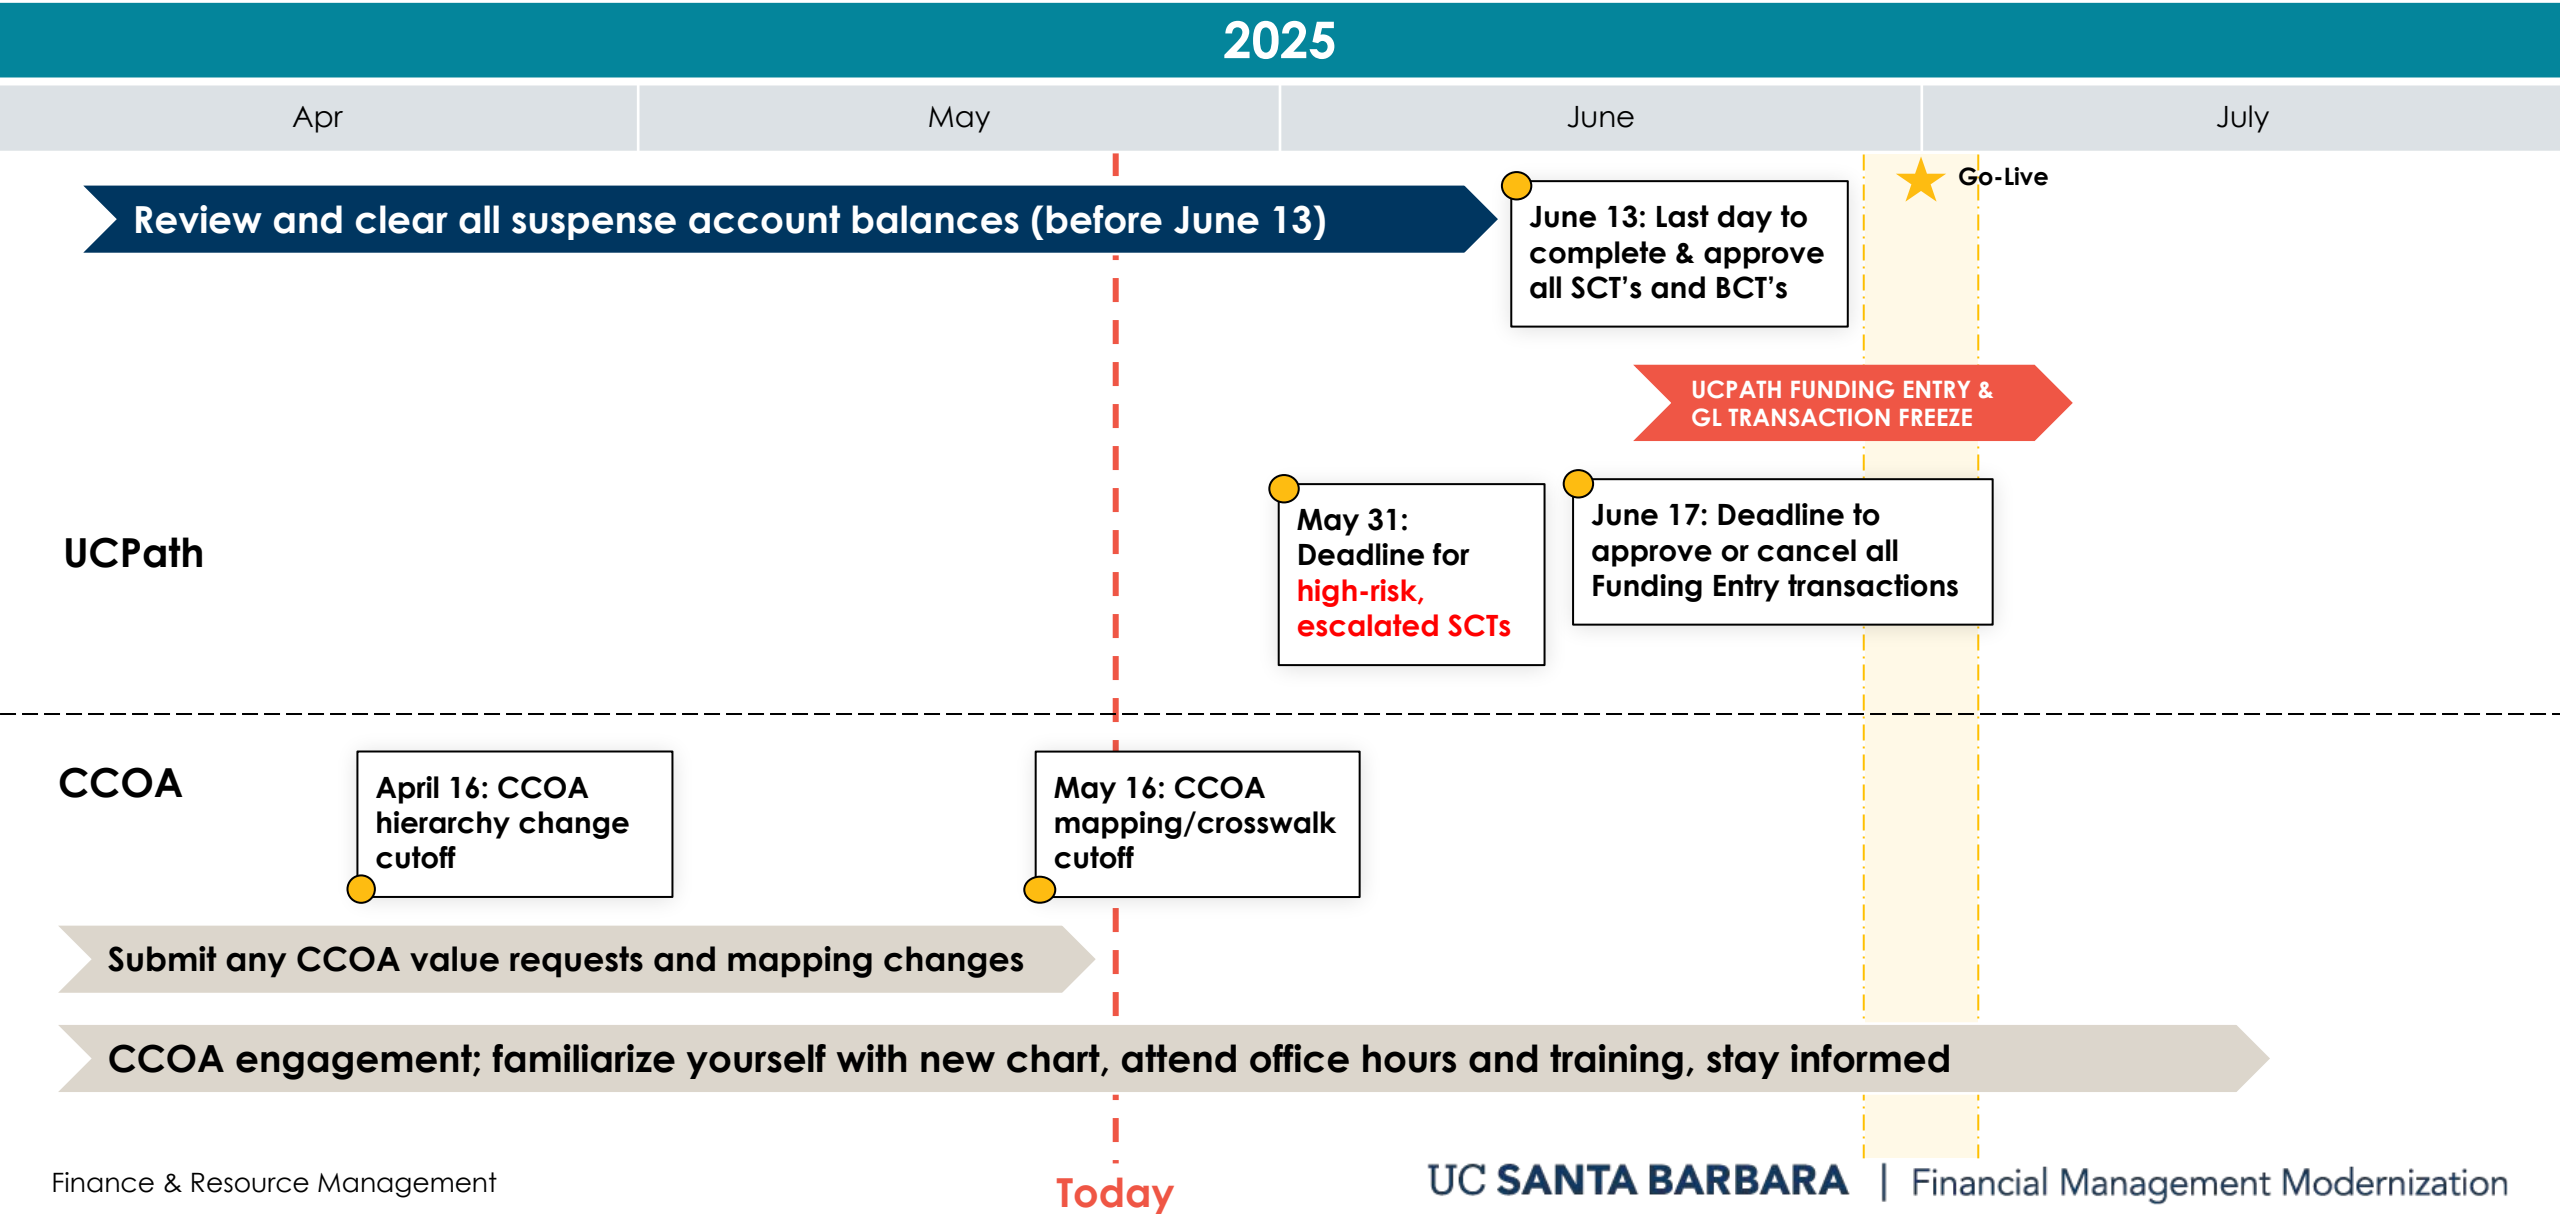 2025
Apr
May
June
July
Go-Live
Review and clear all suspense account balances (before June 13)
June 13: Last day to
complete & approve
all SCT’s and BCT’s
UCPATH FUNDING ENTRY &
GL TRANSACTION FREEZE
UCPath
May 31:
Deadline for
high-risk,
escalated SCTs
June 17: Deadline to
approve or cancel all
Funding Entry transactions
CCOA
April 16: CCOA
hierarchy change
cutoff
May 16: CCOA
mapping/crosswalk
cutoff
Submit any CCOA value requests and mapping changes
CCOA engagement; familiarize yourself with new chart, attend office hours and training, stay informed
Finance & Resource Management
Today
UC SANTA BARBARA | Financial Management Modernization